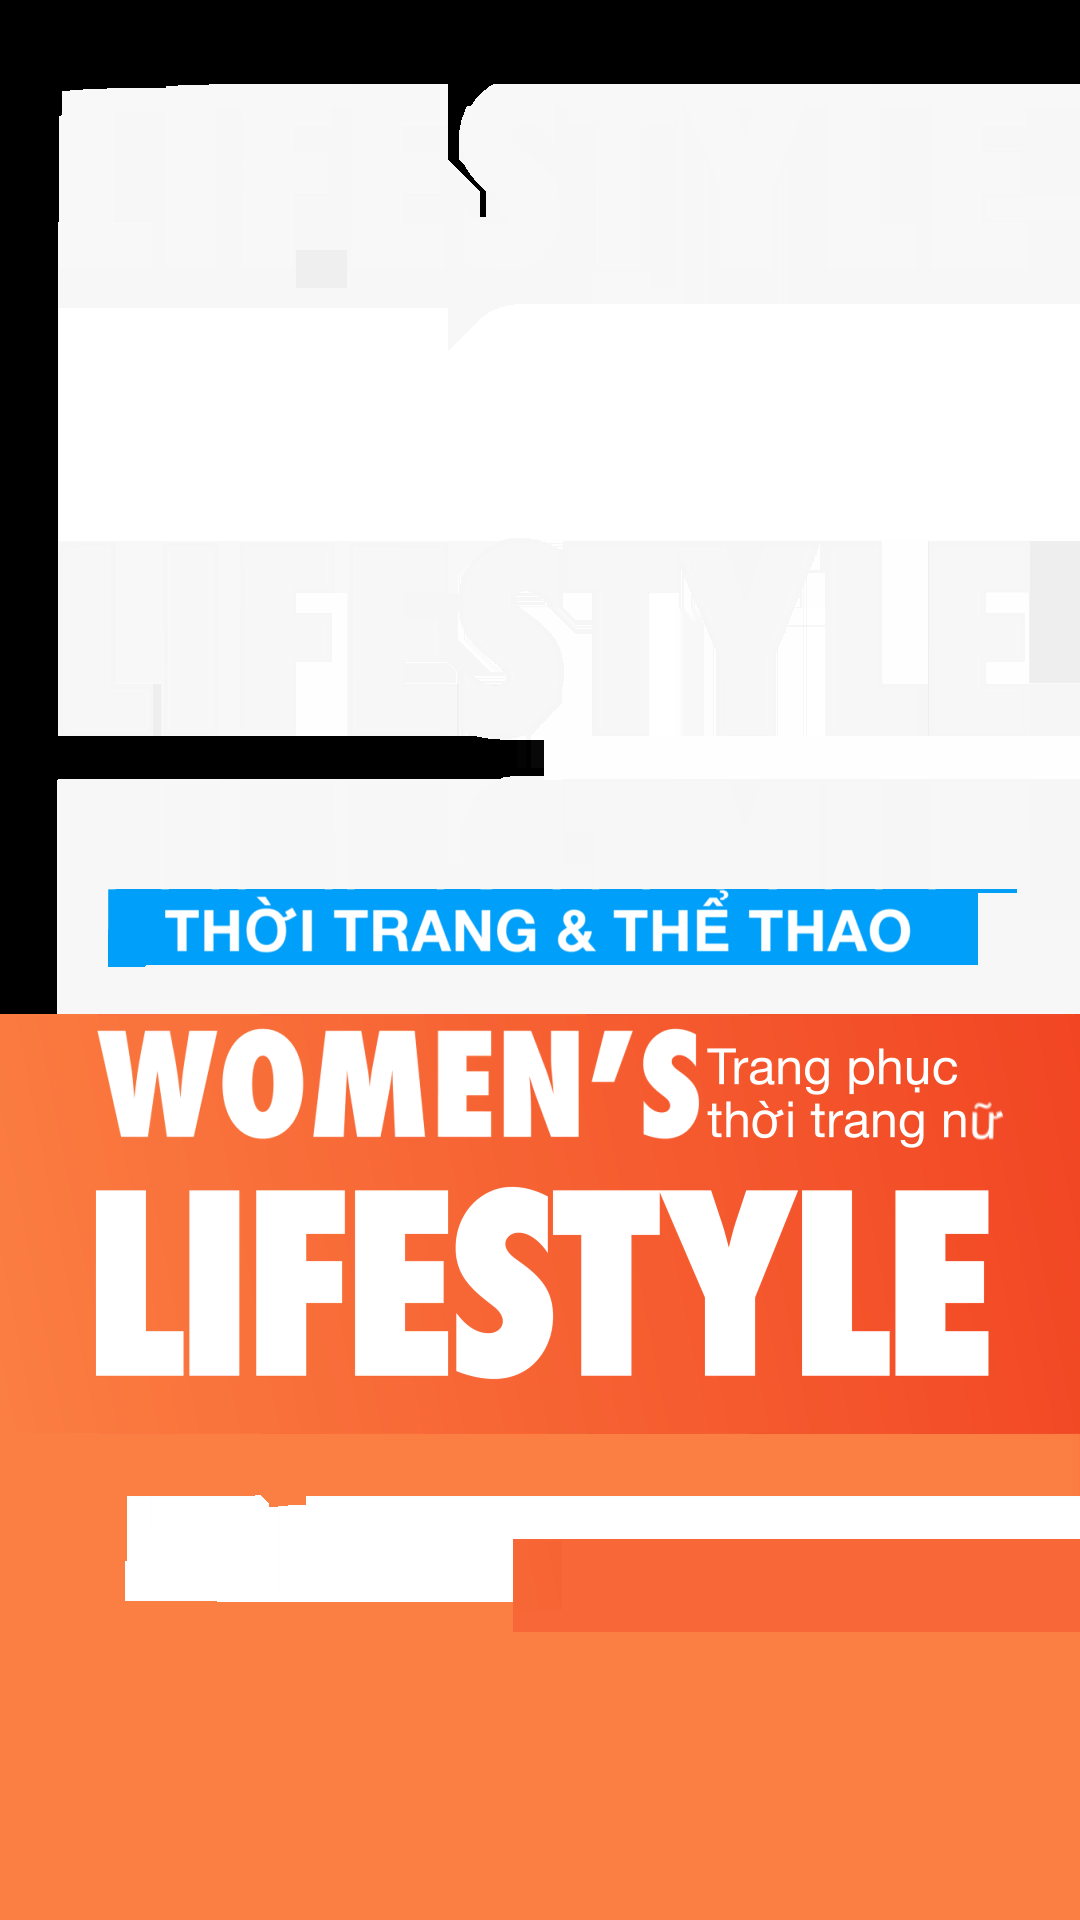 LIFESTYLE
THỜI TRANG & THỂ THAO
WOMEN’S
Trang phục
thời trang nữ
LIFESTYLE